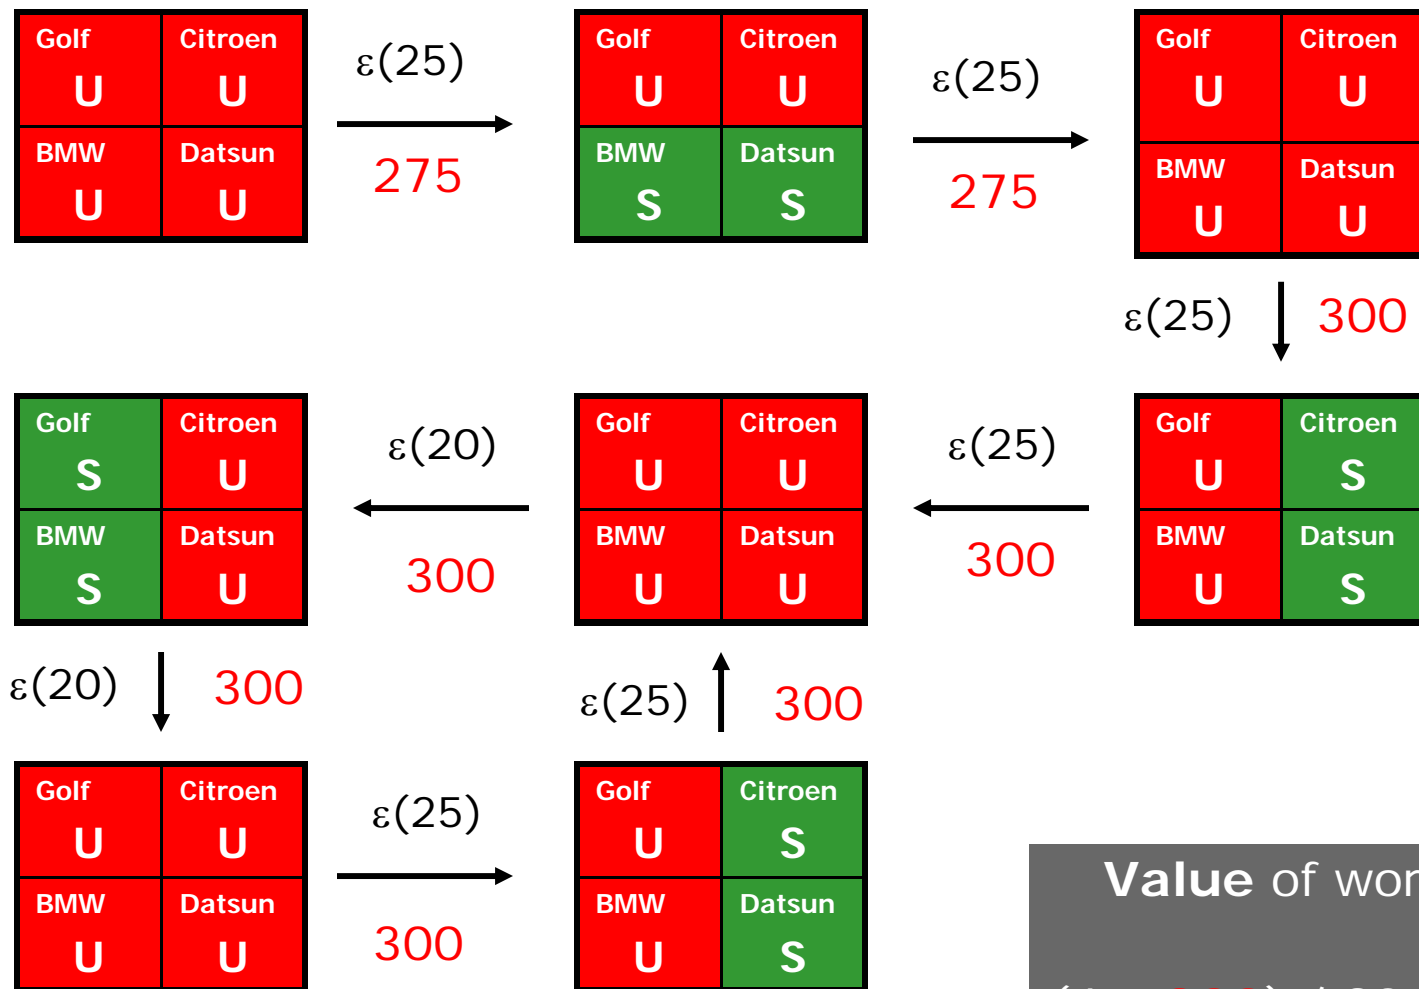 Golf Citroen
U U
BMW Datsun
U U
ε(25)
275
Golf Citroen
U U
BMW Datsun
S S
ε(25)
275
Golf Citroen
U U
BMW Datsun
U U
ε(25) 300
Golf Citroen
S U
BMW Datsun
S U
ε(20)
300
Golf Citroen
U U
BMW Datsun
U U
ε(25)
300
Golf Citroen
U S
BMW Datsun
U S
ε(20) 300
ε(25) 300
Golf Citroen
U U
BMW Datsun
U U
ε(25)
300
Golf Citroen
U S
BMW Datsun
U S
Value of wor